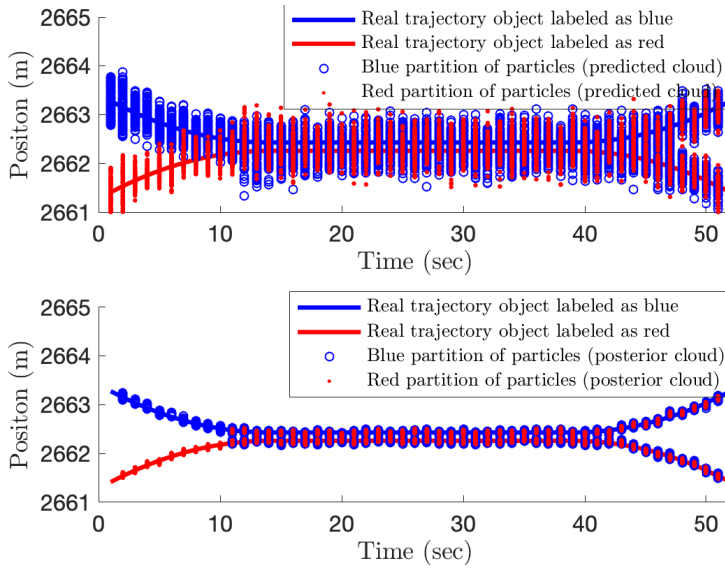 2665
2664
2663
2662
2661
Positon (m)
0
10
20
30
40
50
Time (sec)
Real trajectory object labeled as blue
Real trajectory object labeled as red
Blue partition of particles (predicted cloud)
Red partition of particles (predicted cloud)
2665
2664
2663
2662
2661
Positon (m)
0
10
20
30
40
50
Time (sec)
Real trajectory object labeled as blue
Real trajectory object labeled as red
Blue partition of particles (posterior cloud)
Red partition of particles (posterior cloud)